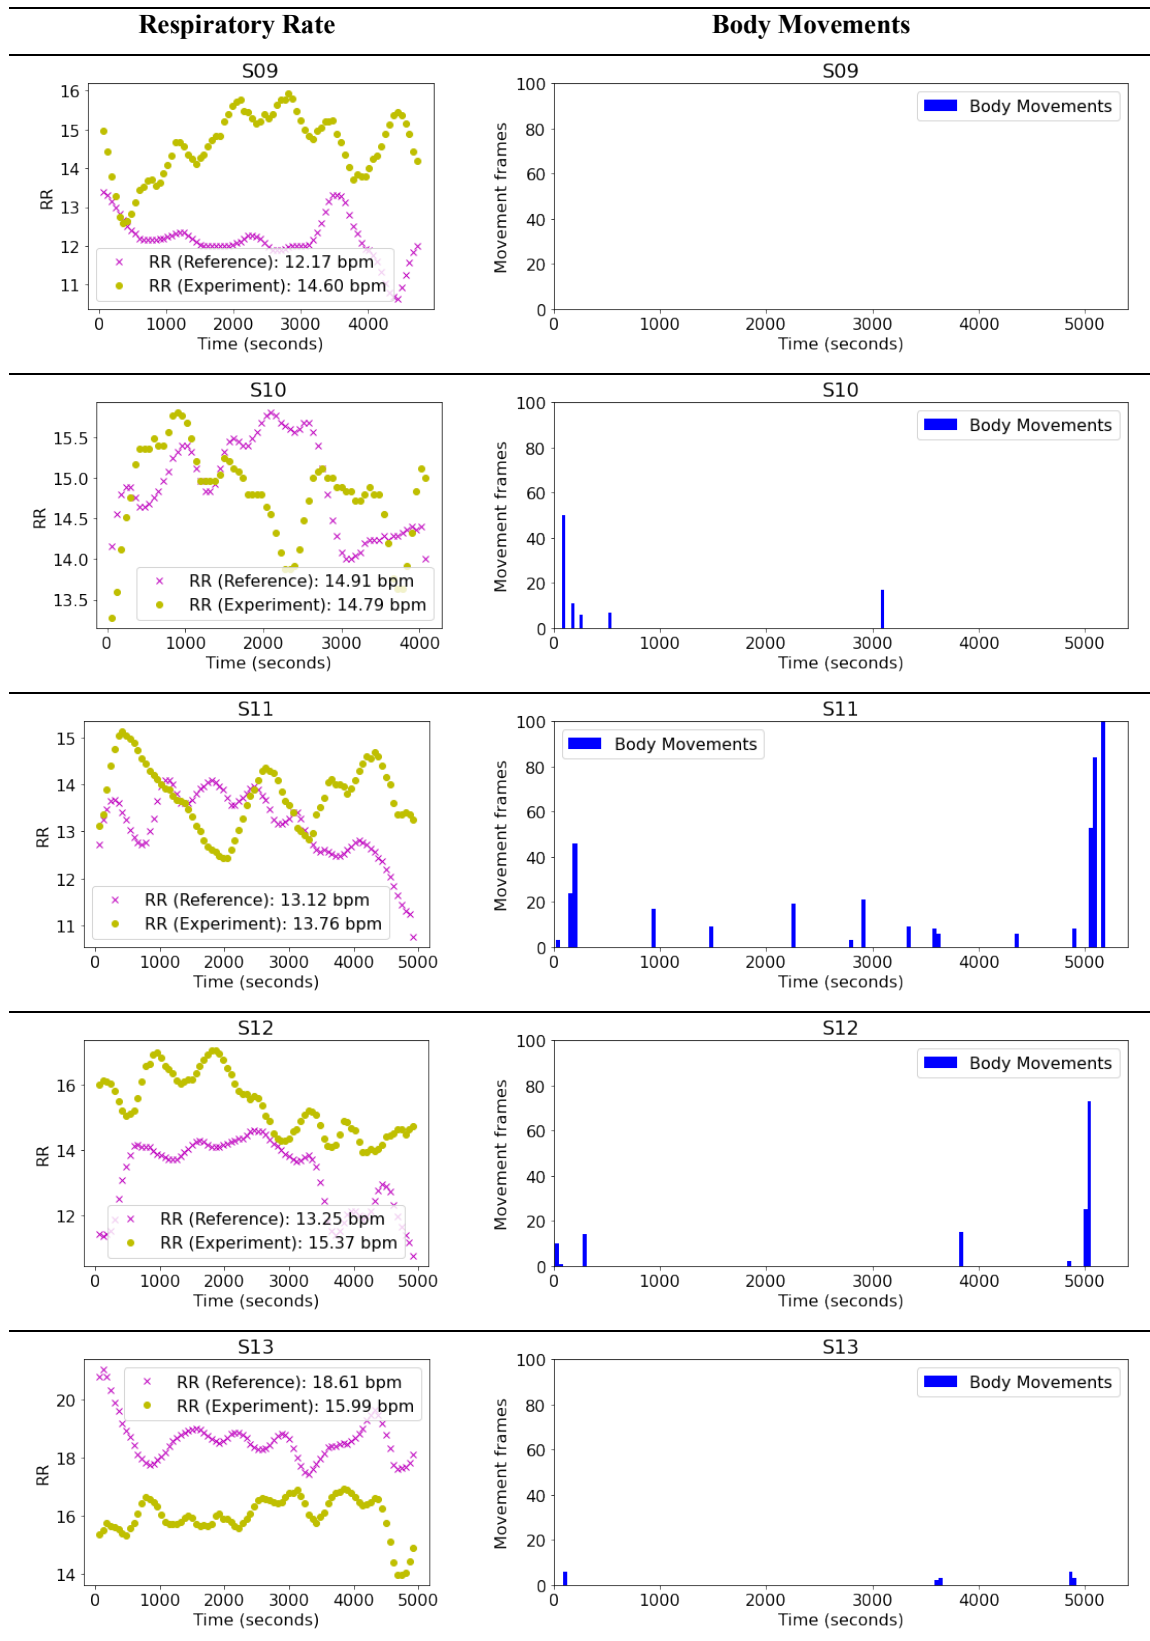 Respiratory Rate
Body Movements
S09
16
15
14
13
12
11
RR
RR (Reference): 12.17 bpm
RR (Experiment): 14.60 bpm
0 1000 2000 3000 4000
Time (seconds)
S09
100
80
60
40
20
0
Movement frames
Body Movements
0 1000 2000 3000 4000 5000
Time (seconds)
S10
15.5
15.0
14.5
14.0
13.5
RR
RR (Reference): 14.91 bpm
RR (Experiment): 14.79 bpm
0 1000 2000 3000 4000
Time (seconds)
S10
100
80
60
40
20
0
Movement frames
Body Movements
0 1000 2000 3000 4000 5000
Time (seconds)
S11
15
14
13
12
11
RR
RR (Reference): 13.12 bpm
RR (Experiment): 13.76 bpm
0 1000 2000 3000 4000 5000
Time (seconds)
S11
100
80
60
40
20
0
Movement frames
Body Movements
0 1000 2000 3000 4000 5000
Time (seconds)
S12
16
14
12
RR
RR (Reference): 13.25 bpm
RR (Experiment): 15.37 bpm
0 1000 2000 3000 4000 5000
Time (seconds)
S12
100
80
60
40
20
0
Movement frames
Body Movements
0 1000 2000 3000 4000 5000
Time (seconds)
S13
20
18
16
14
RR
RR (Reference): 18.61 bpm
RR (Experiment): 15.99 bpm
0 1000 2000 3000 4000 5000
Time (seconds)
S13
100
80
60
40
20
0
Movement frames
Body Movements
0 1000 2000 3000 4000 5000
Time (seconds)